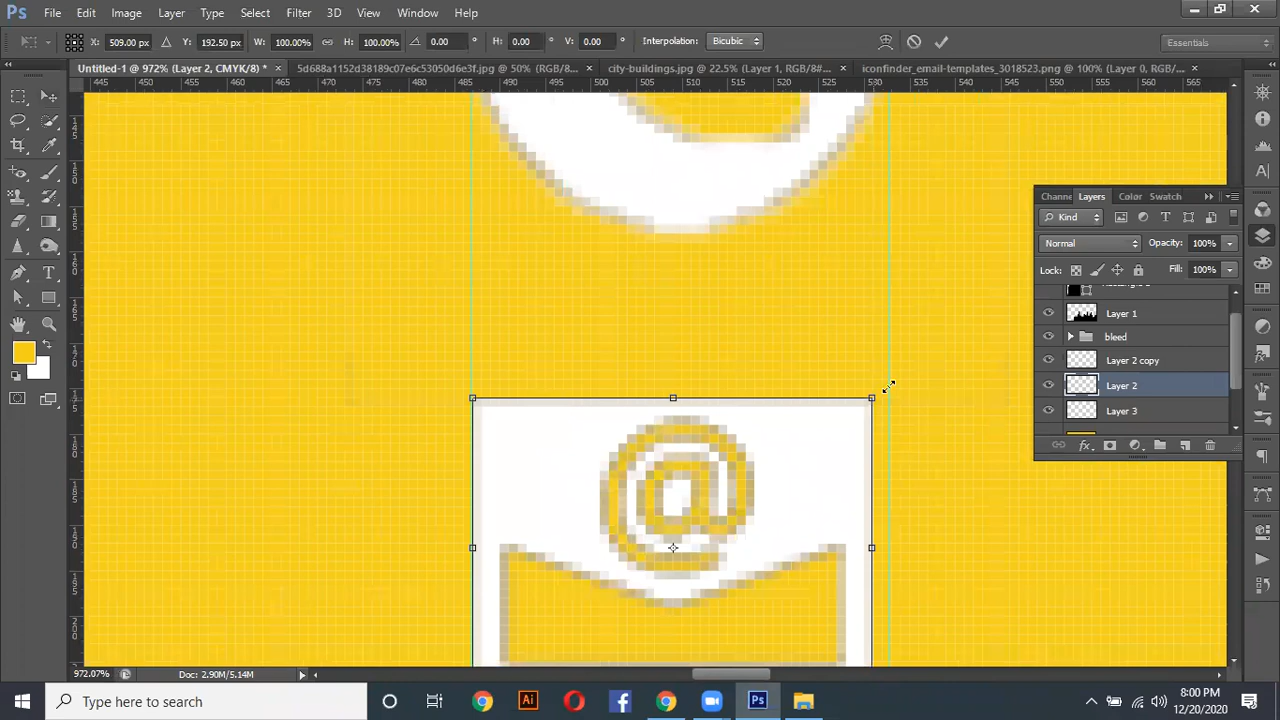 Ps File Edit Image Layer Type Select Filter 3D View Window Help
X: 509.00 px Y: 192.50 px W: 100.00% H: 100.00% 0.00 ° H: 0.00 ° V: 0.00 ° Interpolation: Bicubic Essentials
Untitled-1 @ 972% (Layer 2, CMYK/8) * × 5d688a1152d38189c07e6c53050d6e3f.jpg @ 50% (RGB/8... × city-buildings.jpg @ 22.5% (Layer 1, RGB/8#... × iconfinder_email-templates_3018523.png @ 100% (Layer 0, RGB/8... ×
445 450 455 460 465 470 475 480 485 490 495 500 505 510 515 520 525 530 535 540 545 550 555 560 565
Channe Layers Color Swatch
Kind
Normal Opacity: 100%
Lock: Fill: 100%
Layer 1
bleed
Layer 2 copy
Layer 2
Layer 3
@
972.07% Doc: 2.90M/5.14M
Type here to search Ai f Ps 8:00 PM
12/20/2020